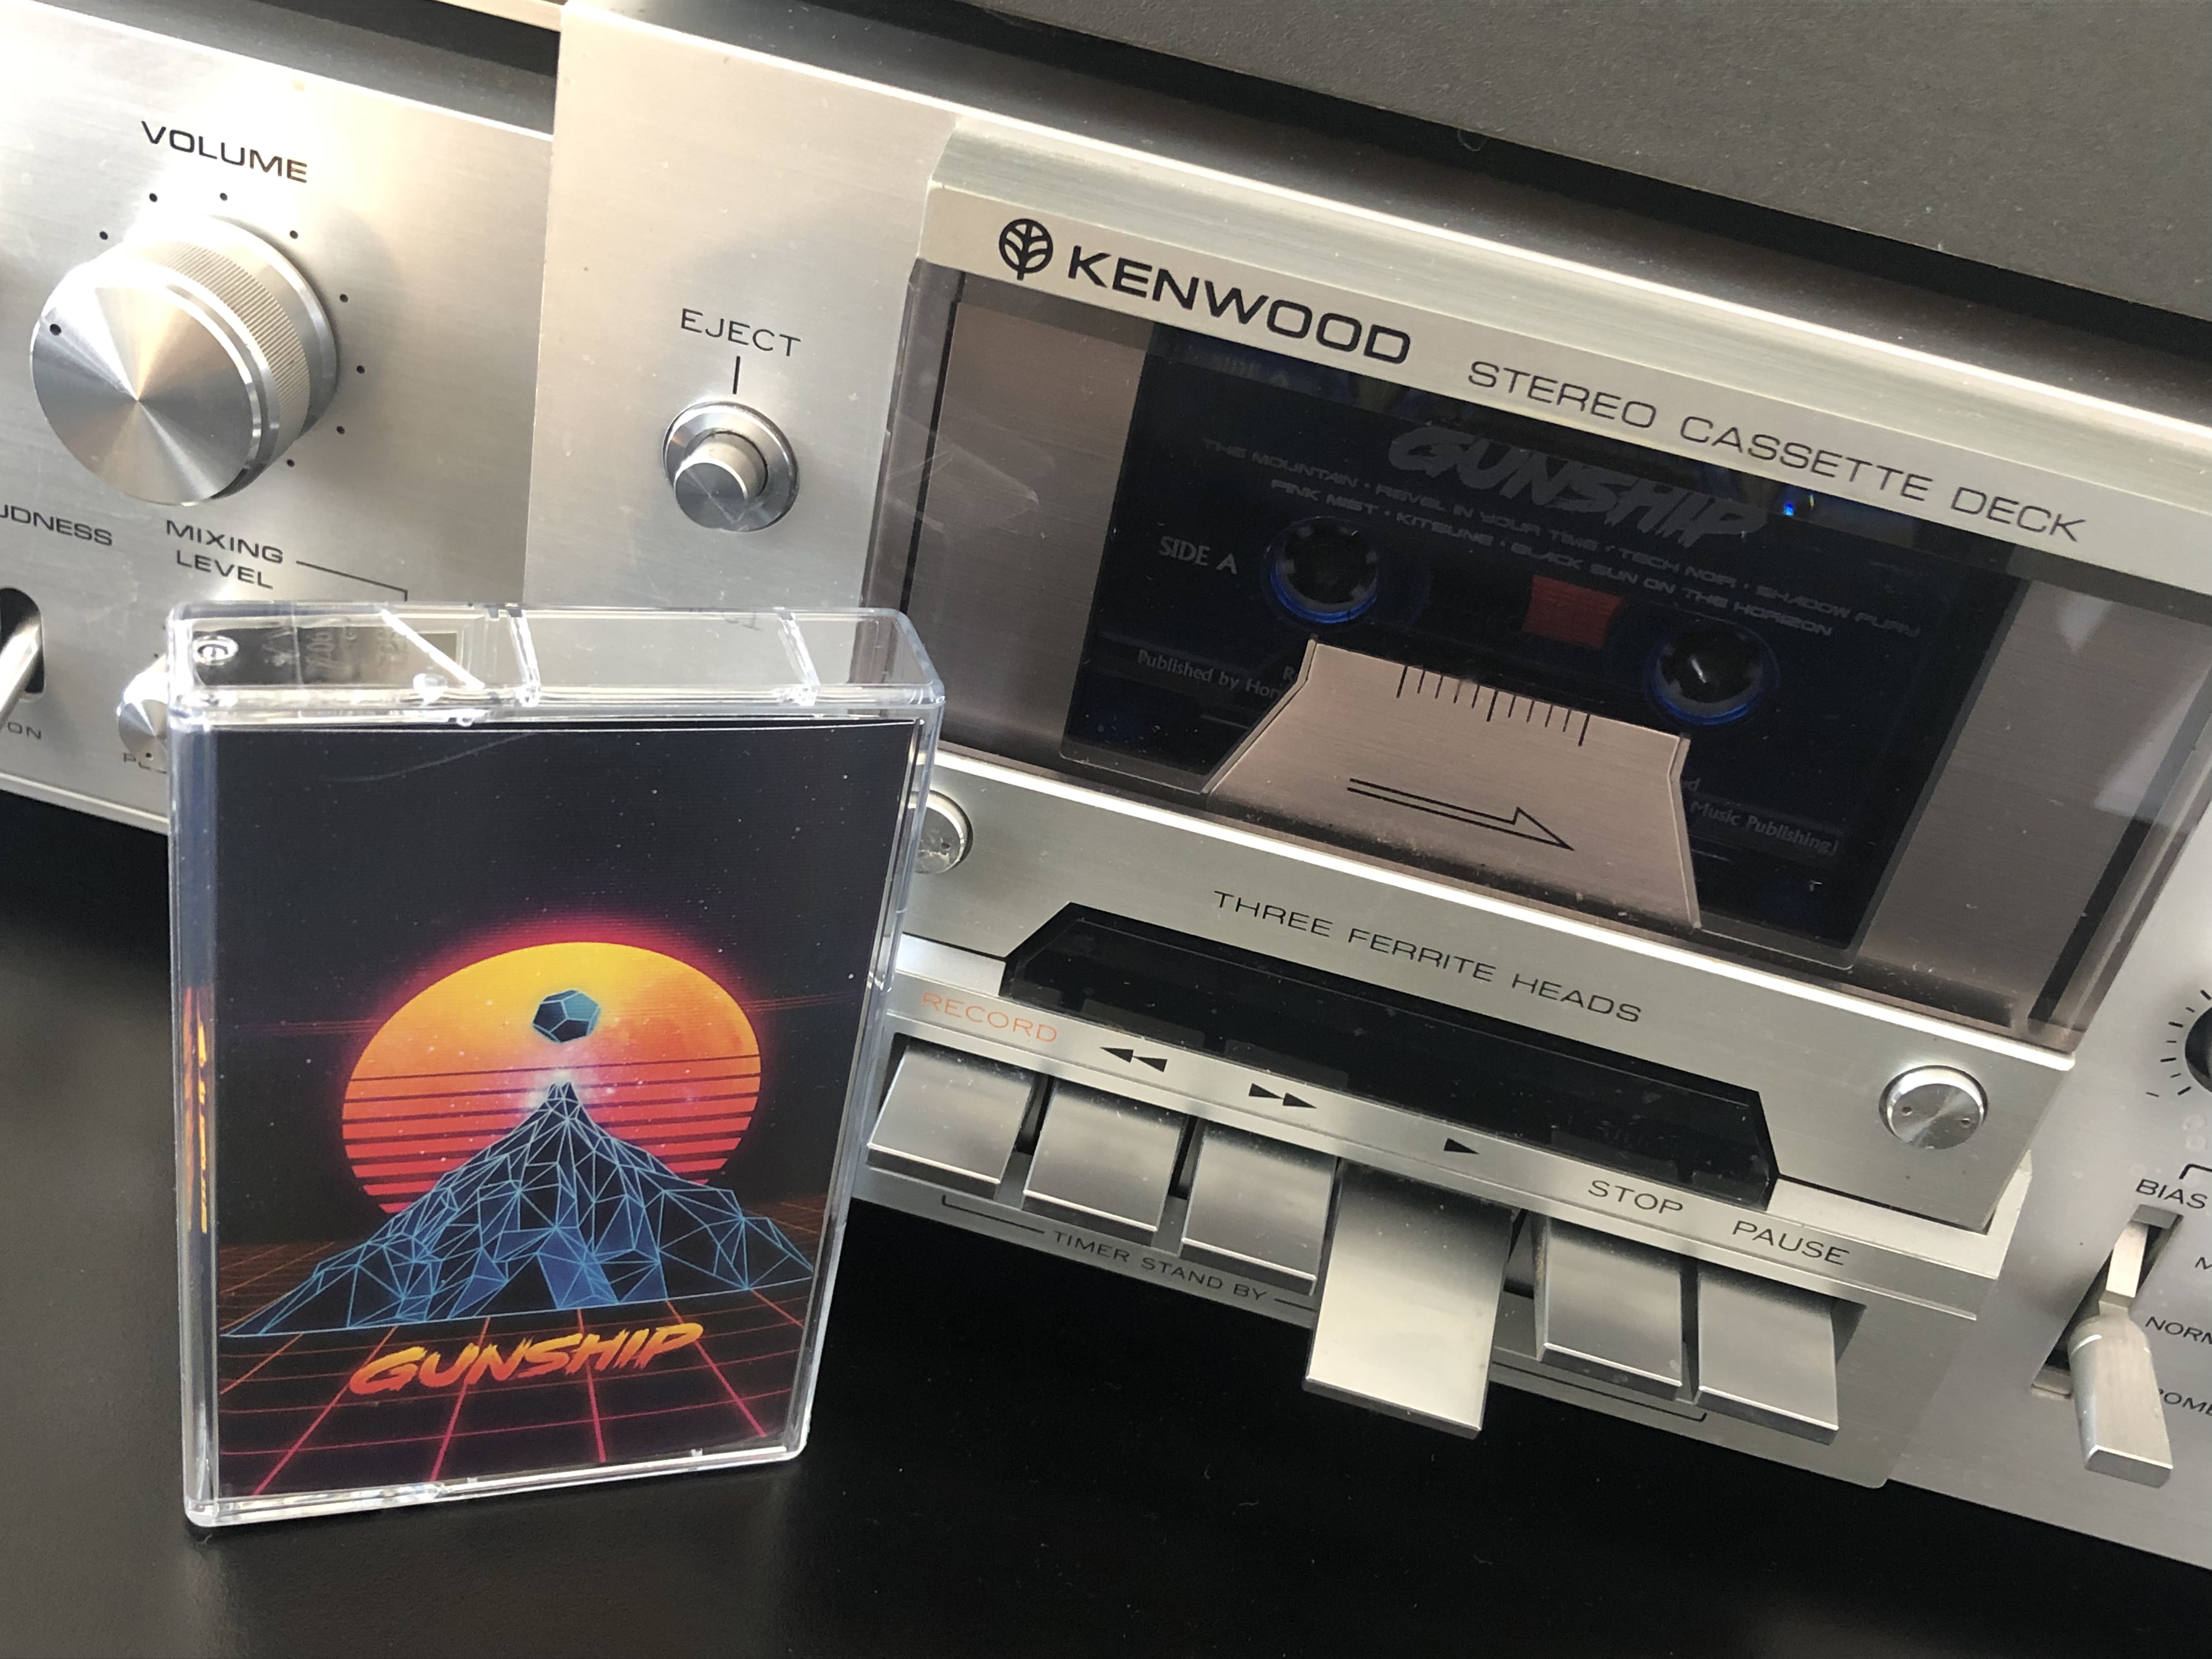 VOLUME
MIXING
LEVEL
EJECT
KENWOOD STEREO CASSETTE DECK
GUNSHIP
THE MOUNTAIN • REVEL IN YOUR TIME • TECH NOIR • SHADOW FURY
PINK MIST • KITSUNE • BLACK SUN ON THE HORIZON
SIDE A
Published by
Music Publishing)
THREE FERRITE HEADS
RECORD
STOP
PAUSE
TIMER STAND BY
BIAS
GUNSHIP